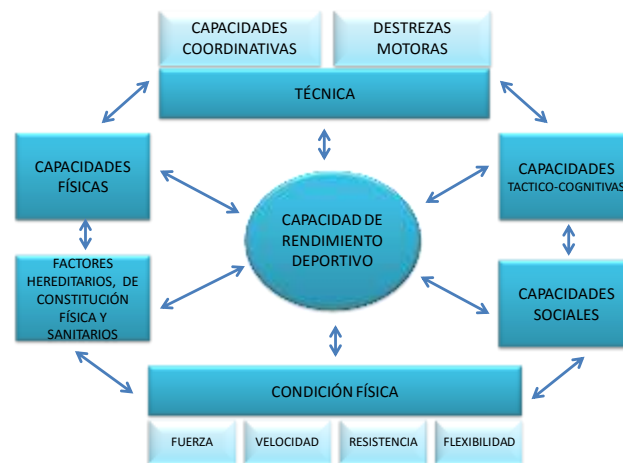 CAPACIDADES
COORDINATIVAS
DESTREZAS
MOTORAS
TÉCNICA
CAPACIDADES
FÍSICAS
CAPACIDADES
TACTICO-COGNITIVAS
CAPACIDAD DE
RENDIMIENTO
DEPORTIVO
FACTORES
HEREDITARIOS, DE
CONSTITUCIÓN
FÍSICA Y
SANITARIOS
CAPACIDADES
SOCIALES
CONDICIÓN FÍSICA
FUERZA
VELOCIDAD
RESISTENCIA
FLEXIBILIDAD